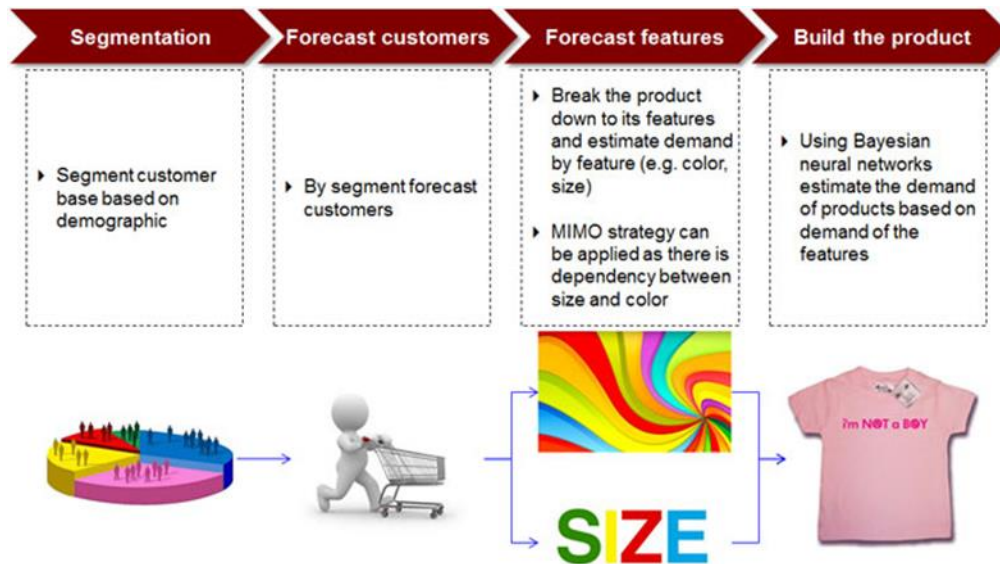 Segmentation
Forecast customers
Forecast features
Build the product
Segment customer
base based on
demographic
By segment forecast
customers
Break the product
down to its features
and estimate demand
by feature (e.g. color,
size)
MIMO strategy can
be applied as there is
dependency between
size and color
Using Bayesian
neural networks
estimate the demand
of products based on
demand of the
features
SIZE
i'm NOT a BOY